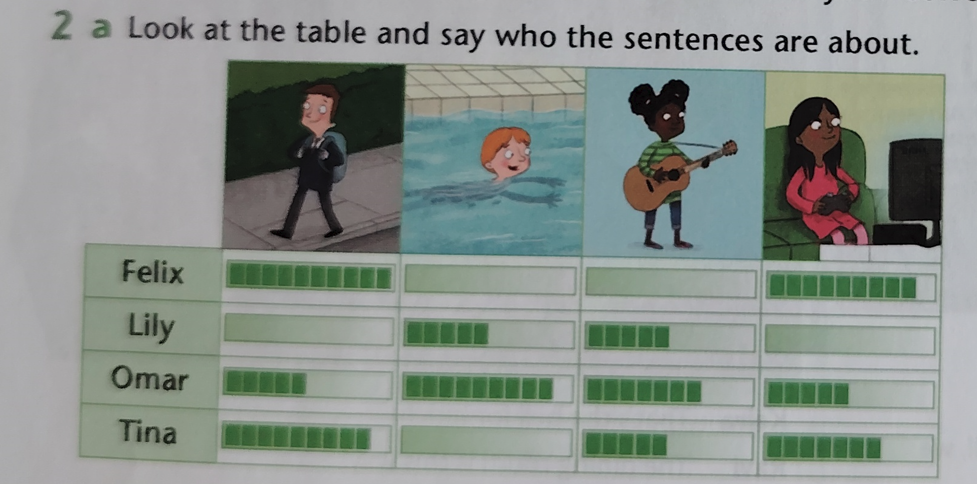 2 a Look at the table and say who the sentences are about.
Felix
Lily
Omar
Tina